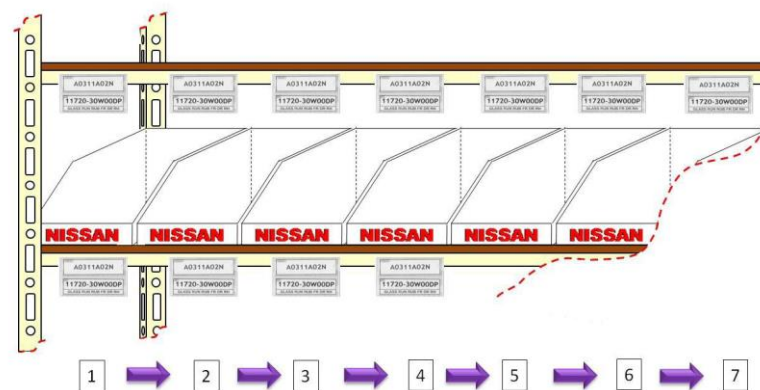 A0311A02N A0311A02N A0311A02N A0311A02N A0311A02N A0311A02N A0311A02N
11720-30W00DP 11720-30W00DP 11720-30W00DP 11720-30W00DP 11720-30W00DP 11720-30W00DP 11720-30W00DP
NISSAN NISSAN NISSAN NISSAN NISSAN NISSAN
A0311A02N A0311A02N A0311A02N A0311A02N
11720-30W00DP 11720-30W00DP 11720-30W00DP 11720-30W00DP
1 2 3 4 5 6 7